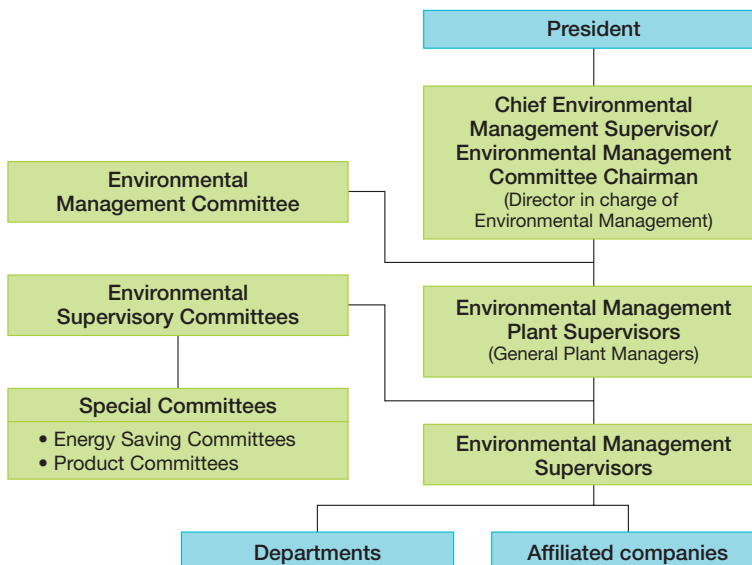 President
Chief Environmental
Management Supervisor/
Environmental Management
Committee Chairman
(Director in charge of
Environmental Management)
Environmental
Management Committee
Environmental
Supervisory Committees
Environmental Management
Plant Supervisors
(General Plant Managers)
Special Committees
• Energy Saving Committees
• Product Committees
Environmental Management
Supervisors
Departments
Affiliated companies